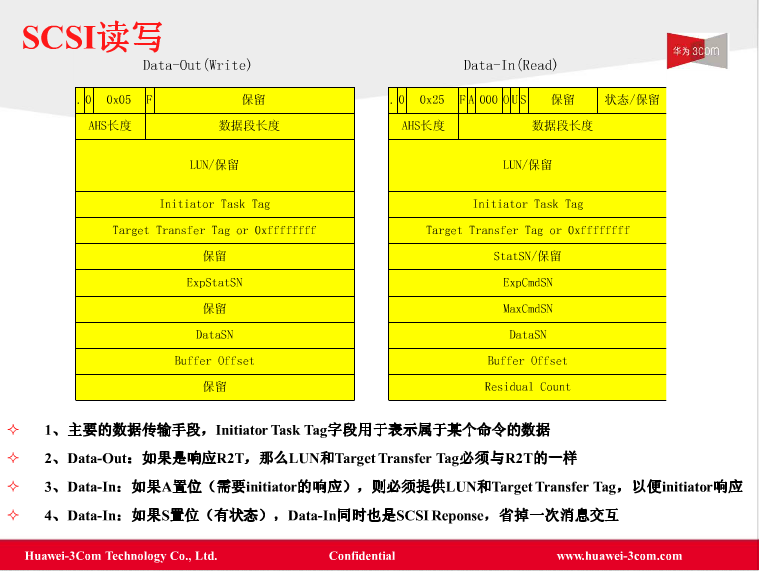 SCSI读写
华为3com
Data-Out(Write)
Data-In(Read)
. 0 0x05 F 保留
AHS长度 数据段长度
LUN/保留
Initiator Task Tag
Target Transfer Tag or 0xffffffff
保留
ExpStatSN
保留
DataSN
Buffer Offset
保留
. 0 0x25 F A 000 O U S 保留 状态/保留
AHS长度 数据段长度
LUN/保留
Initiator Task Tag
Target Transfer Tag or 0xffffffff
StatSN/保留
ExpCmdSN
MaxCmdSN
DataSN
Buffer Offset
Residual Count
1、主要的数据传输手段，Initiator Task Tag字段用于表示属于某个命令的数据
2、Data-Out：如果是响应R2T，那么LUN和Target Transfer Tag必须与R2T的一样
3、Data-In：如果A置位（需要initiator的响应），则必须提供LUN和Target Transfer Tag，以便initiator响应
4、Data-In：如果S置位（有状态），Data-In同时也是SCSI Reponse，省掉一次消息交互
Huawei-3Com Technology Co., Ltd. Confidential www.huawei-3com.com